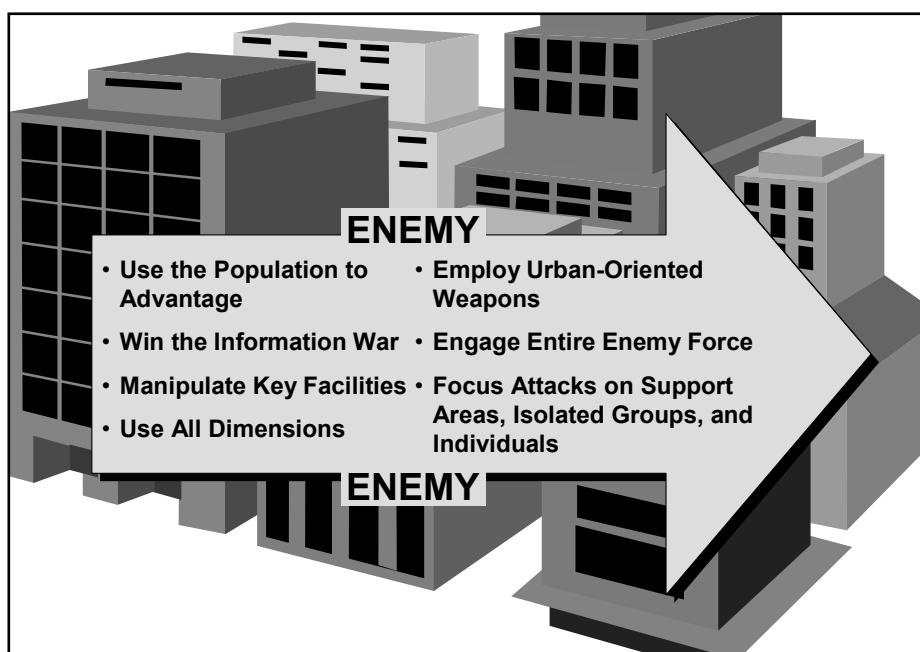 ENEMY
• Use the Population to
Advantage
• Win the Information War
• Manipulate Key Facilities
• Use All Dimensions
• Employ Urban-Oriented
Weapons
• Engage Entire Enemy Force
• Focus Attacks on Support
Areas, Isolated Groups, and
Individuals
ENEMY